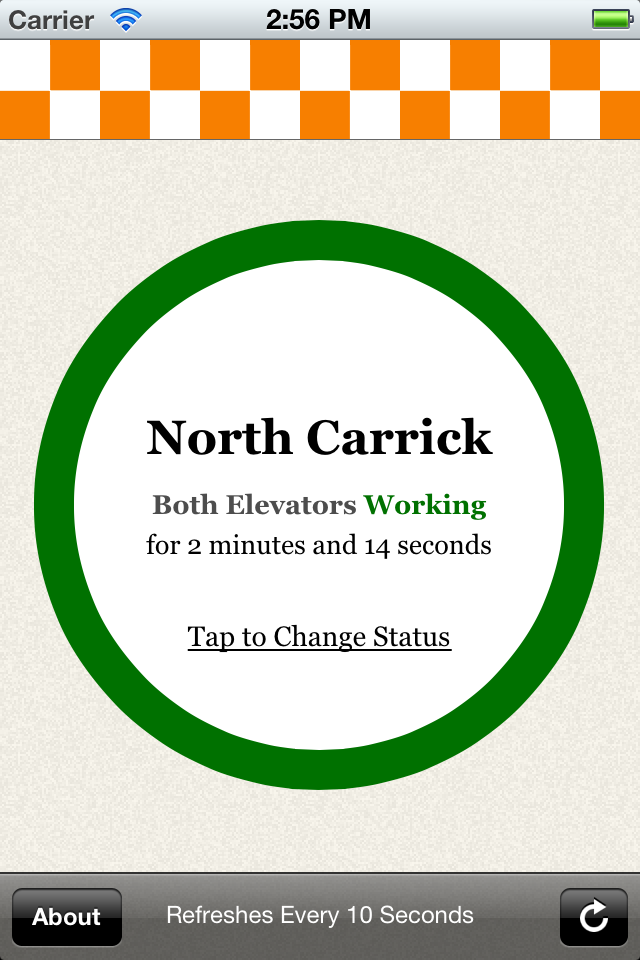 Carrier 2:56 PM
North Carrick
Both Elevators Working
for 2 minutes and 14 seconds
Tap to Change Status
About Refreshes Every 10 Seconds